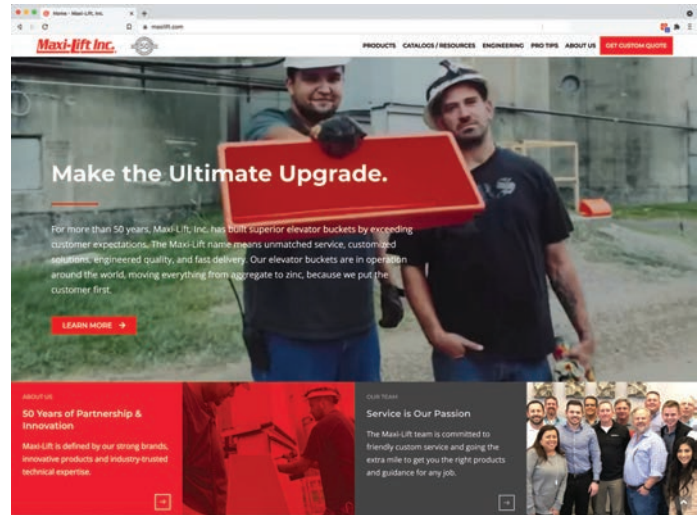 Home - Maxi-Lift, Inc.
maxilift.com
Maxi-Lift Inc.
50
PRODUCTS CATALOGS / RESOURCES ENGINEERING PRO TIPS ABOUT US GET CUSTOM QUOTE
Make the Ultimate Upgrade.
For more than 50 years, Maxi-Lift, Inc. has built superior elevator buckets by exceeding
customer expectations. The Maxi-Lift name means unmatched service, customized
solutions, engineered quality, and fast delivery. Our elevator buckets are in operation
around the world, moving everything from aggregate to zinc, because we put the
customer first.
LEARN MORE →
ABOUT US
50 Years of Partnership &
Innovation
Maxi-Lift is defined by our strong brands,
innovative products and industry-trusted
technical expertise.
OUR TEAM
Service is Our Passion
The Maxi-Lift team is committed to
friendly custom service and going the
extra mile to get you the right products
and guidance for any job.